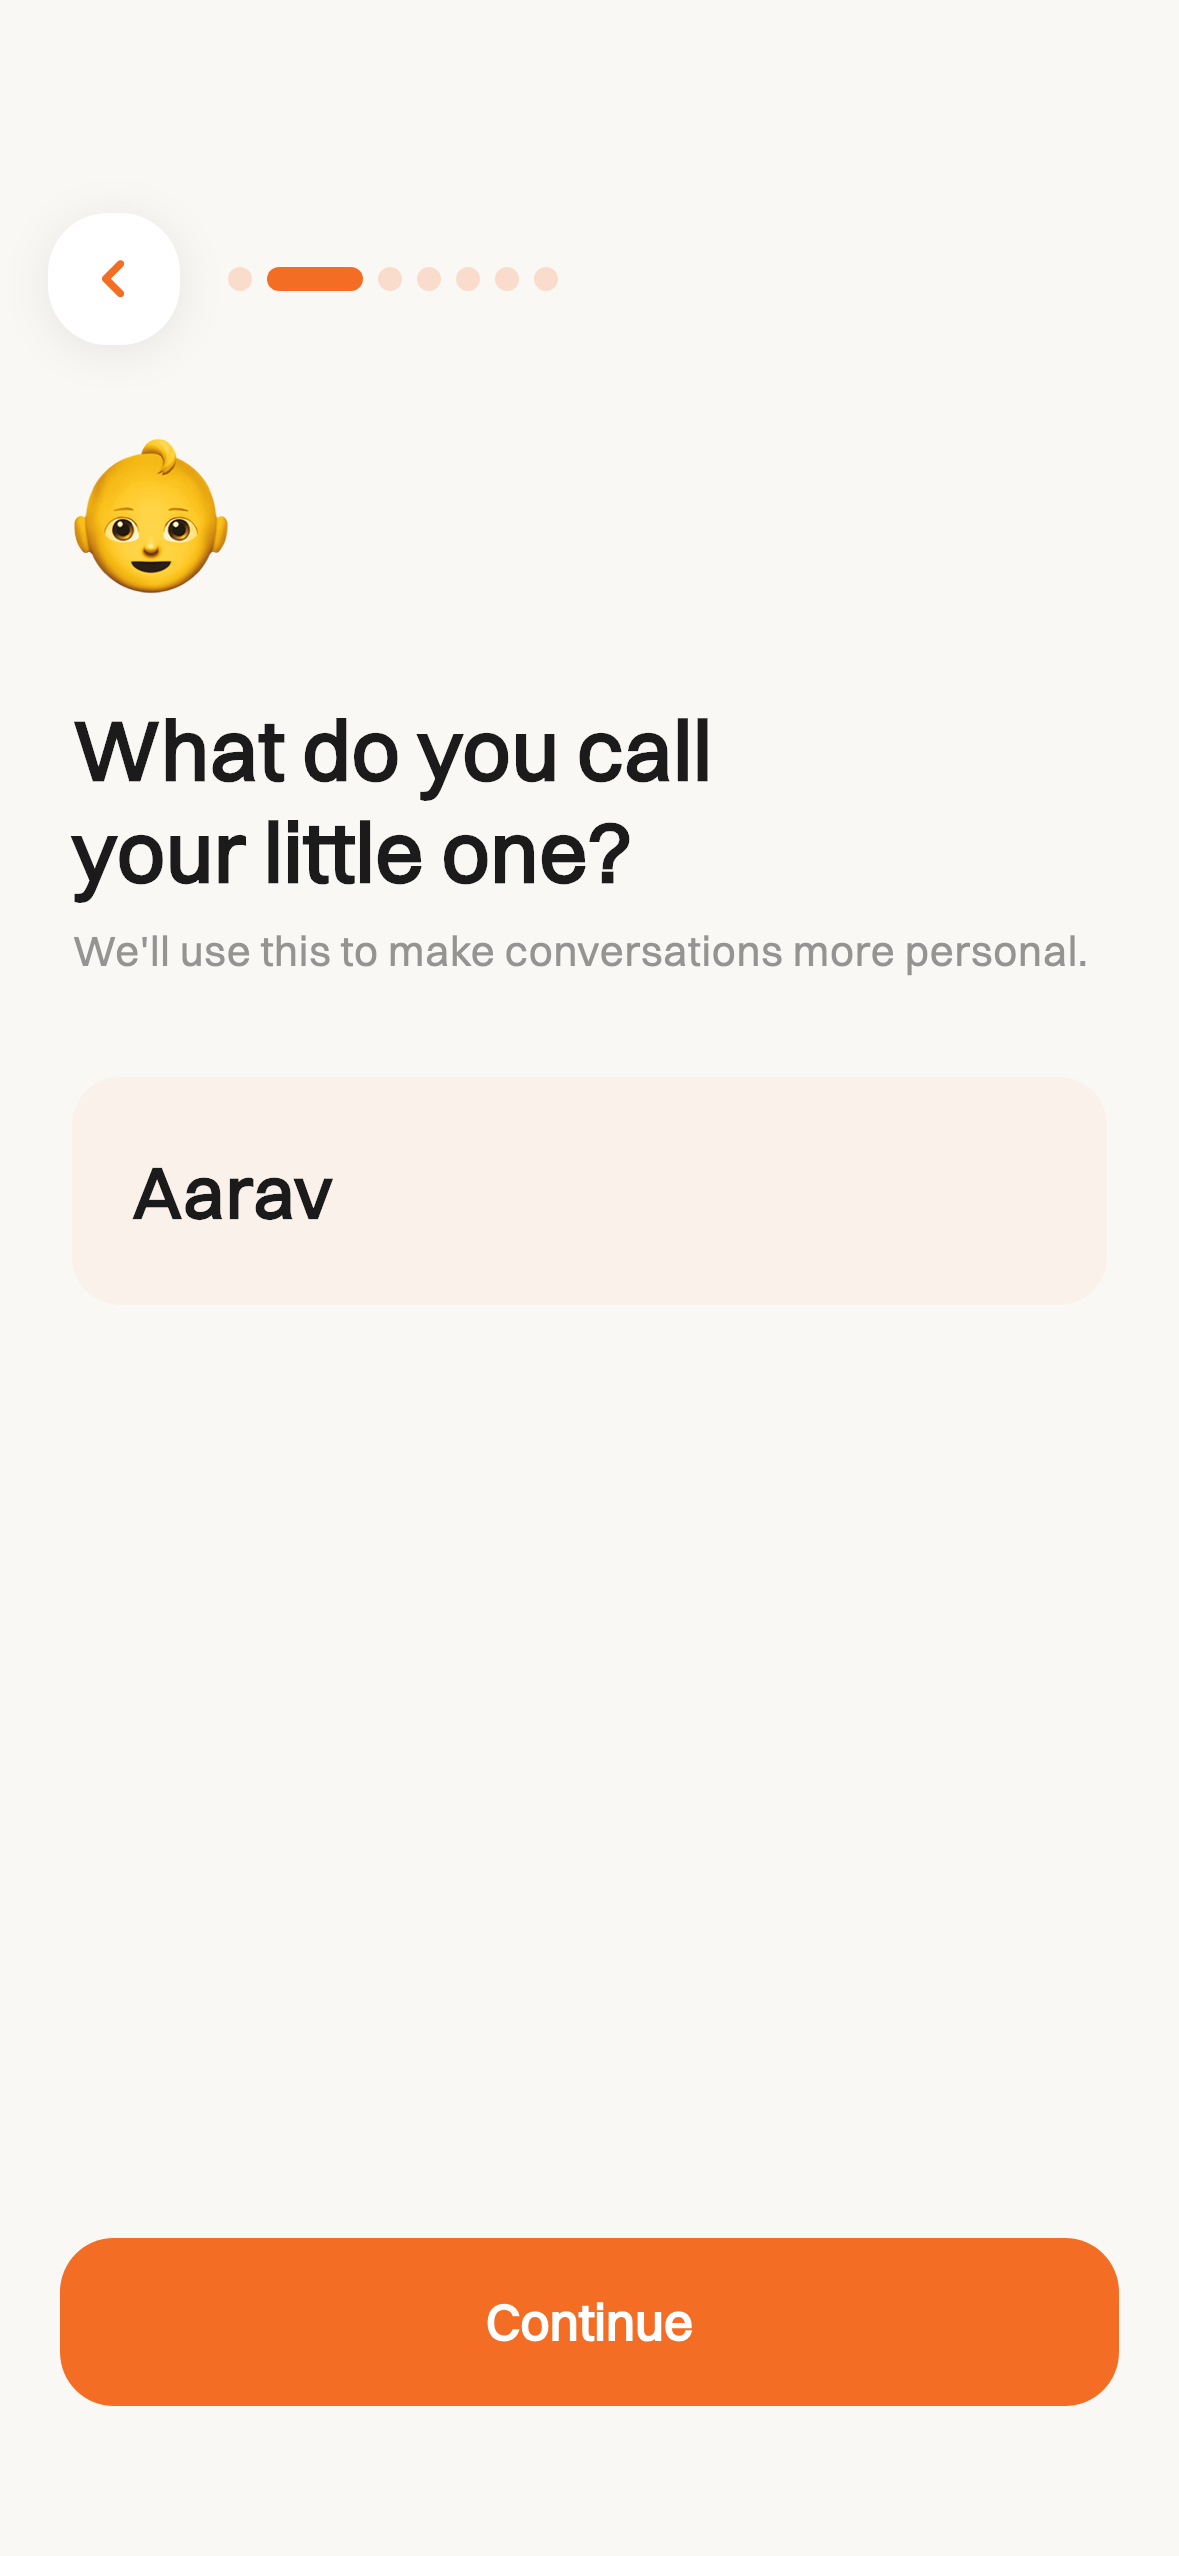 What do you call
your little one?
We'll use this to make conversations more personal.
Aarav
Continue